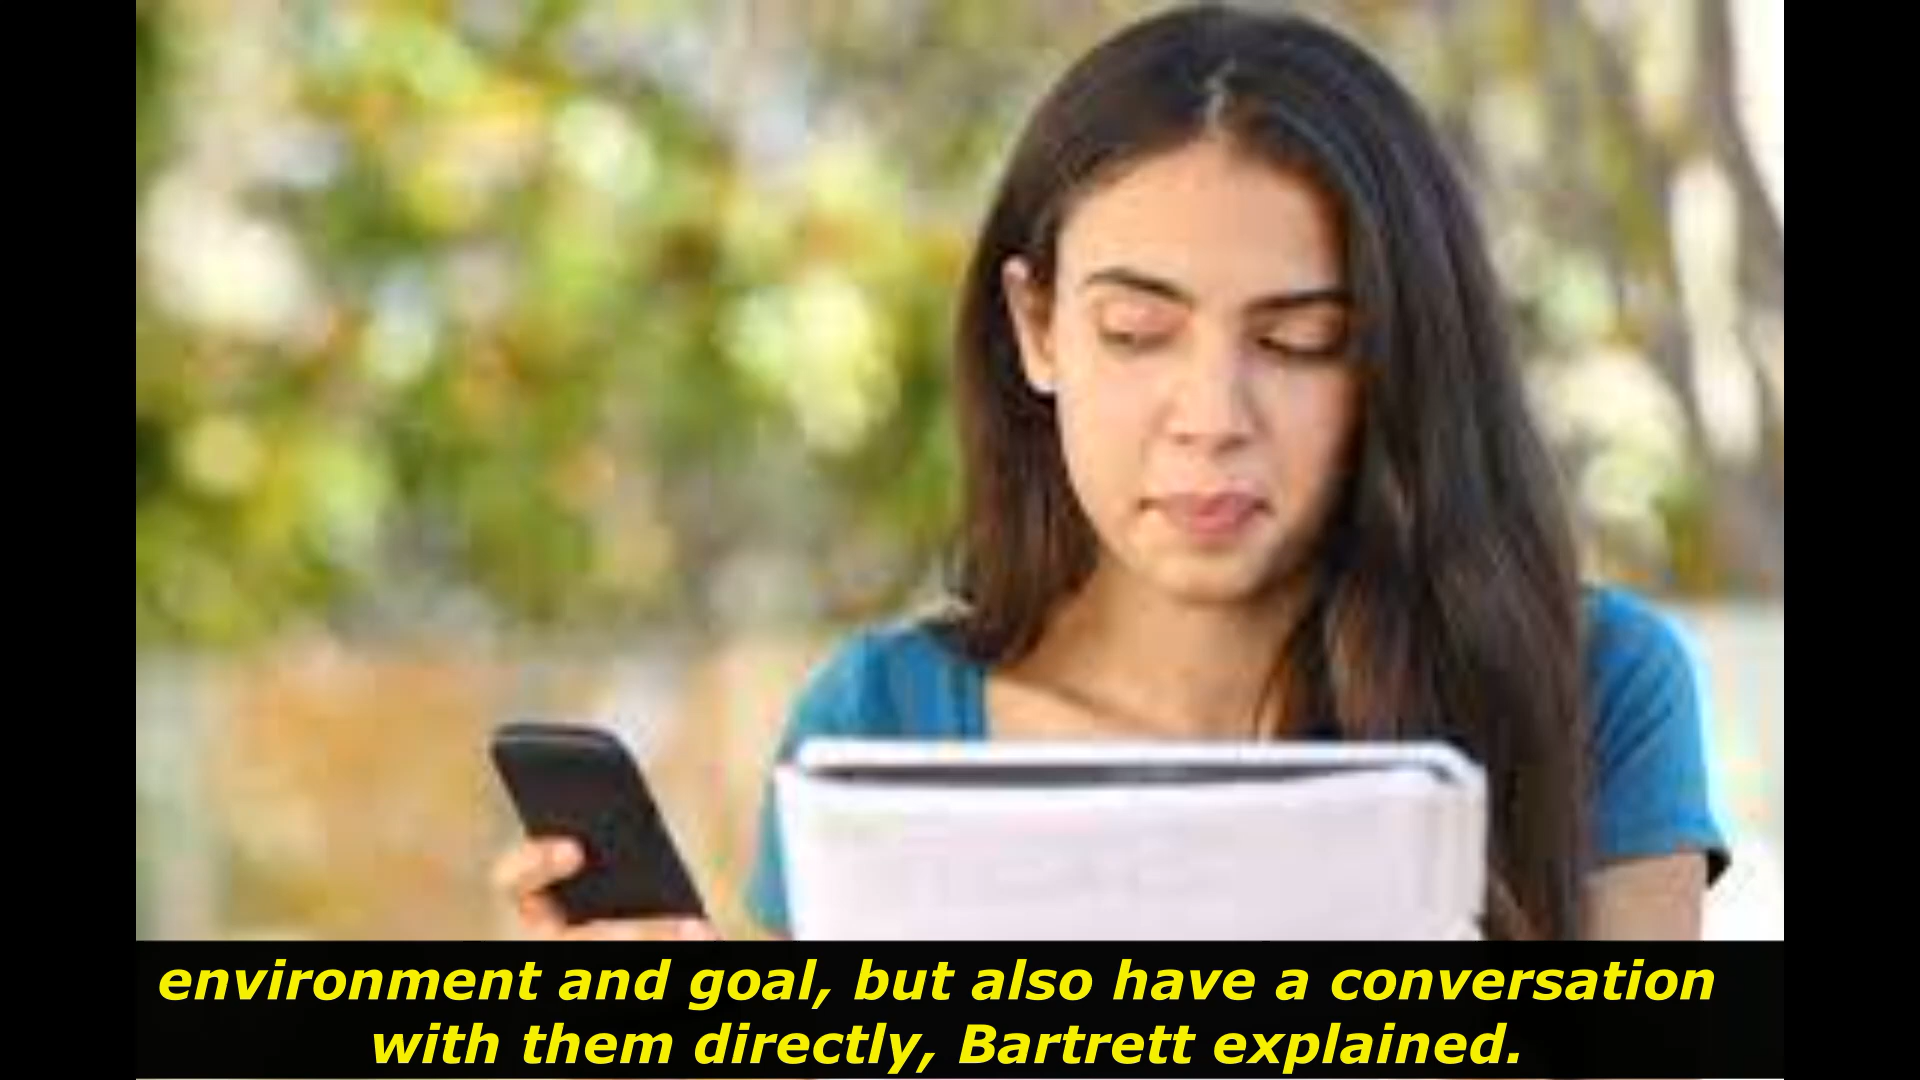 environment and goal, but also have a conversation
with them directly, Bartrett explained.